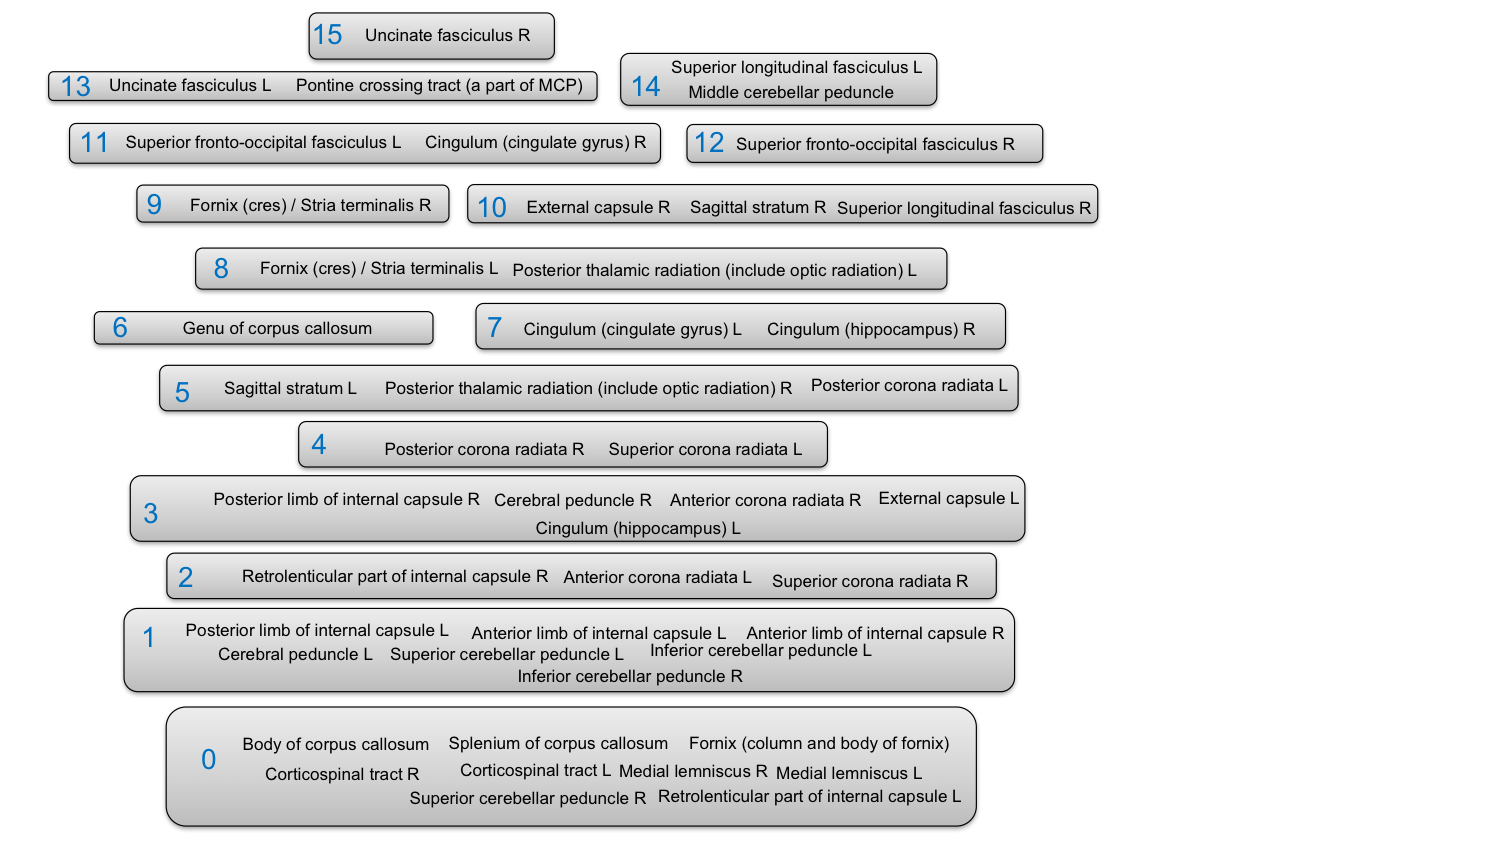 15 Uncinate fasciculus R
13 Uncinate fasciculus L Pontine crossing tract (a part of MCP)
14 Superior longitudinal fasciculus L
Middle cerebellar peduncle
11 Superior fronto-occipital fasciculus L Cingulum (cingulate gyrus) R
12 Superior fronto-occipital fasciculus R
9 Fornix (cres) / Stria terminalis R
10 External capsule R Sagittal stratum R Superior longitudinal fasciculus R
8 Fornix (cres) / Stria terminalis L Posterior thalamic radiation (include optic radiation) L
6 Genu of corpus callosum
7 Cingulum (cingulate gyrus) L Cingulum (hippocampus) R
5 Sagittal stratum L Posterior thalamic radiation (include optic radiation) R Posterior corona radiata L
4 Posterior corona radiata R Superior corona radiata L
3 Posterior limb of internal capsule R Cerebral peduncle R Anterior corona radiata R External capsule L
Cingulum (hippocampus) L
2 Retrolenticular part of internal capsule R Anterior corona radiata L Superior corona radiata R
1 Posterior limb of internal capsule L Anterior limb of internal capsule L Anterior limb of internal capsule R
Cerebral peduncle L Superior cerebellar peduncle L Inferior cerebellar peduncle L
Inferior cerebellar peduncle R
0 Body of corpus callosum Splenium of corpus callosum Fornix (column and body of fornix)
Corticospinal tract R Corticospinal tract L Medial lemniscus R Medial lemniscus L
Superior cerebellar peduncle R Retrolenticular part of internal capsule L